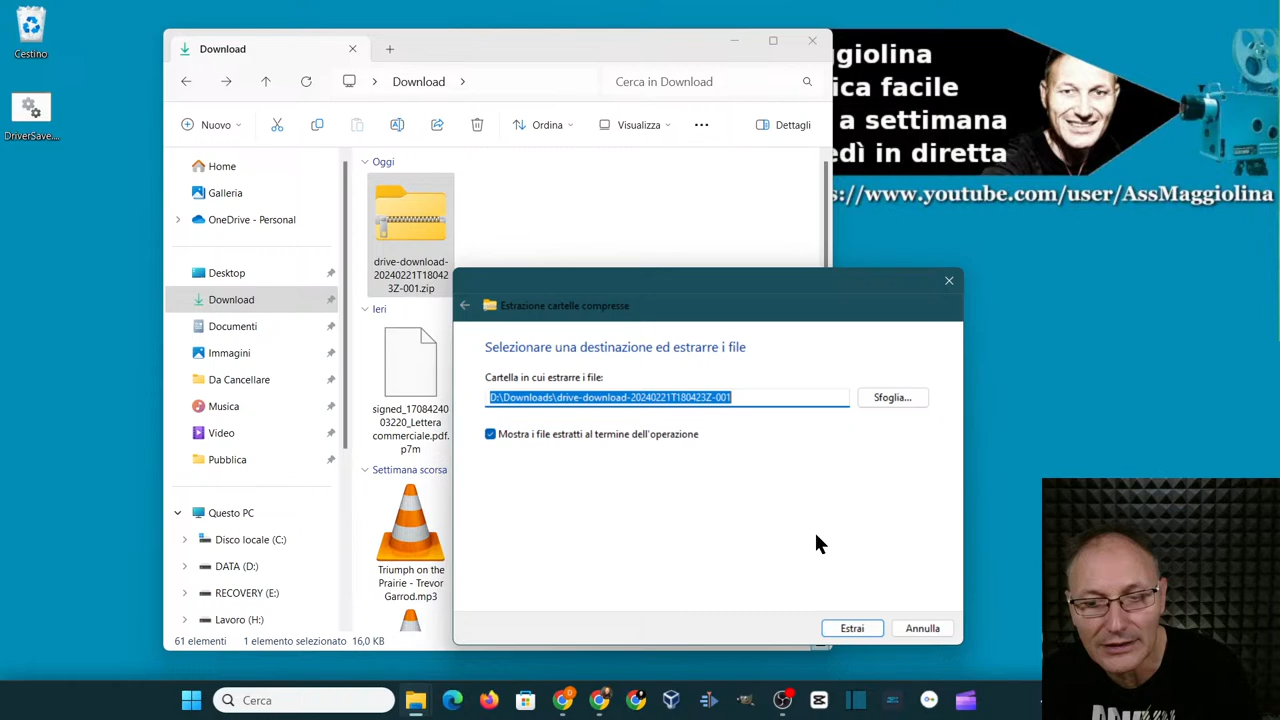 Cestino
DriverSave....
Download
Download
Cerca in Download
Nuovo
Ordina
Visualizza
Dettagli
Home
Galleria
OneDrive - Personal
Desktop
Download
Documenti
Immagini
Da Cancellare
Musica
Video
Pubblica
Questo PC
Disco locale (C:)
DATA (D:)
RECOVERY (E:)
Lavoro (H:)
Oggi
drive-download-
20240221T18042
3Z-001.zip
Ieri
signed_17084240
03220_Lettera
commerciale.pdf.
p7m
Settimana scorsa
Triumph on the
Prairie - Trevor
Garrod.mp3
61 elementi
1 elemento selezionato
16,0 KB
Estrazione cartelle compresse
Selezionare una destinazione ed estrarre i file
Cartella in cui estrarre i file:
D:\Downloads\drive-download-20240221T180423Z-001
Sfoglia...
Mostra i file estratti al termine dell'operazione
Estrai
Annulla
ggiolina
ica facile
a settimana
edì in diretta
s://www.youtube.com/user/AssMaggiolina
Cerca